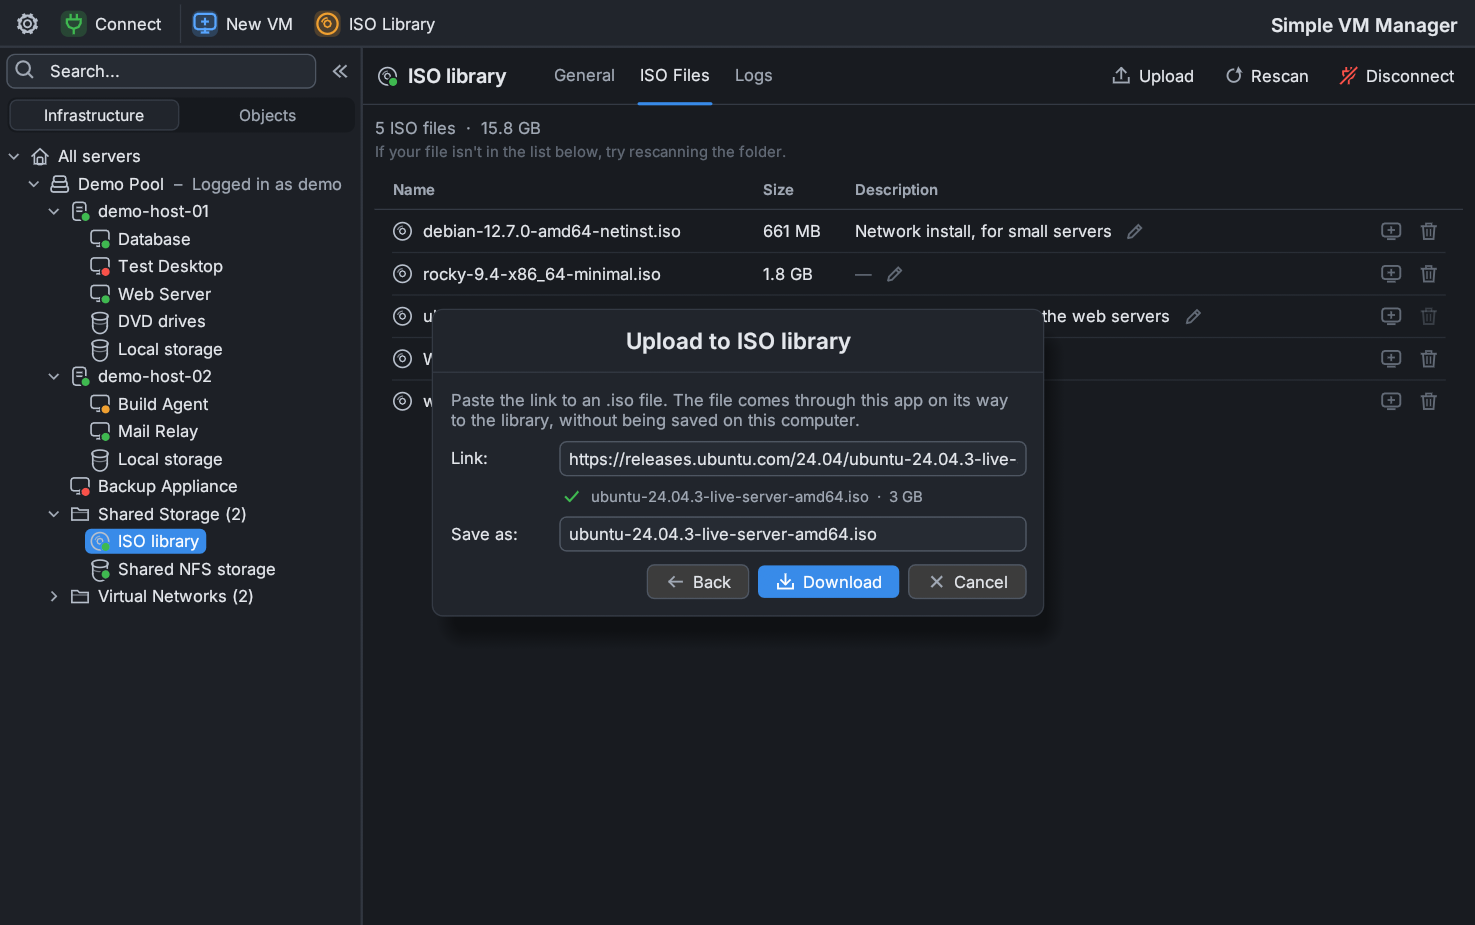 Connect
New VM
ISO Library
Simple VM Manager
Search...
Infrastructure
Objects
All servers
Demo Pool – Logged in as demo
demo-host-01
Database
Test Desktop
Web Server
DVD drives
Local storage
demo-host-02
Build Agent
Mail Relay
Local storage
Backup Appliance
Shared Storage (2)
ISO library
Shared NFS storage
Virtual Networks (2)
ISO library
General
ISO Files
Logs
Upload
Rescan
Disconnect
5 ISO files · 15.8 GB
If your file isn't in the list below, try rescanning the folder.
Name Size Description
debian-12.7.0-amd64-netinst.iso 661 MB Network install, for small servers
rocky-9.4-x86_64-minimal.iso 1.8 GB —
the web servers
Upload to ISO library
Paste the link to an .iso file. The file comes through this app on its way
to the library, without being saved on this computer.
Link: https://releases.ubuntu.com/24.04/ubuntu-24.04.3-live-
ubuntu-24.04.3-live-server-amd64.iso · 3 GB
Save as: ubuntu-24.04.3-live-server-amd64.iso
Back
Download
Cancel